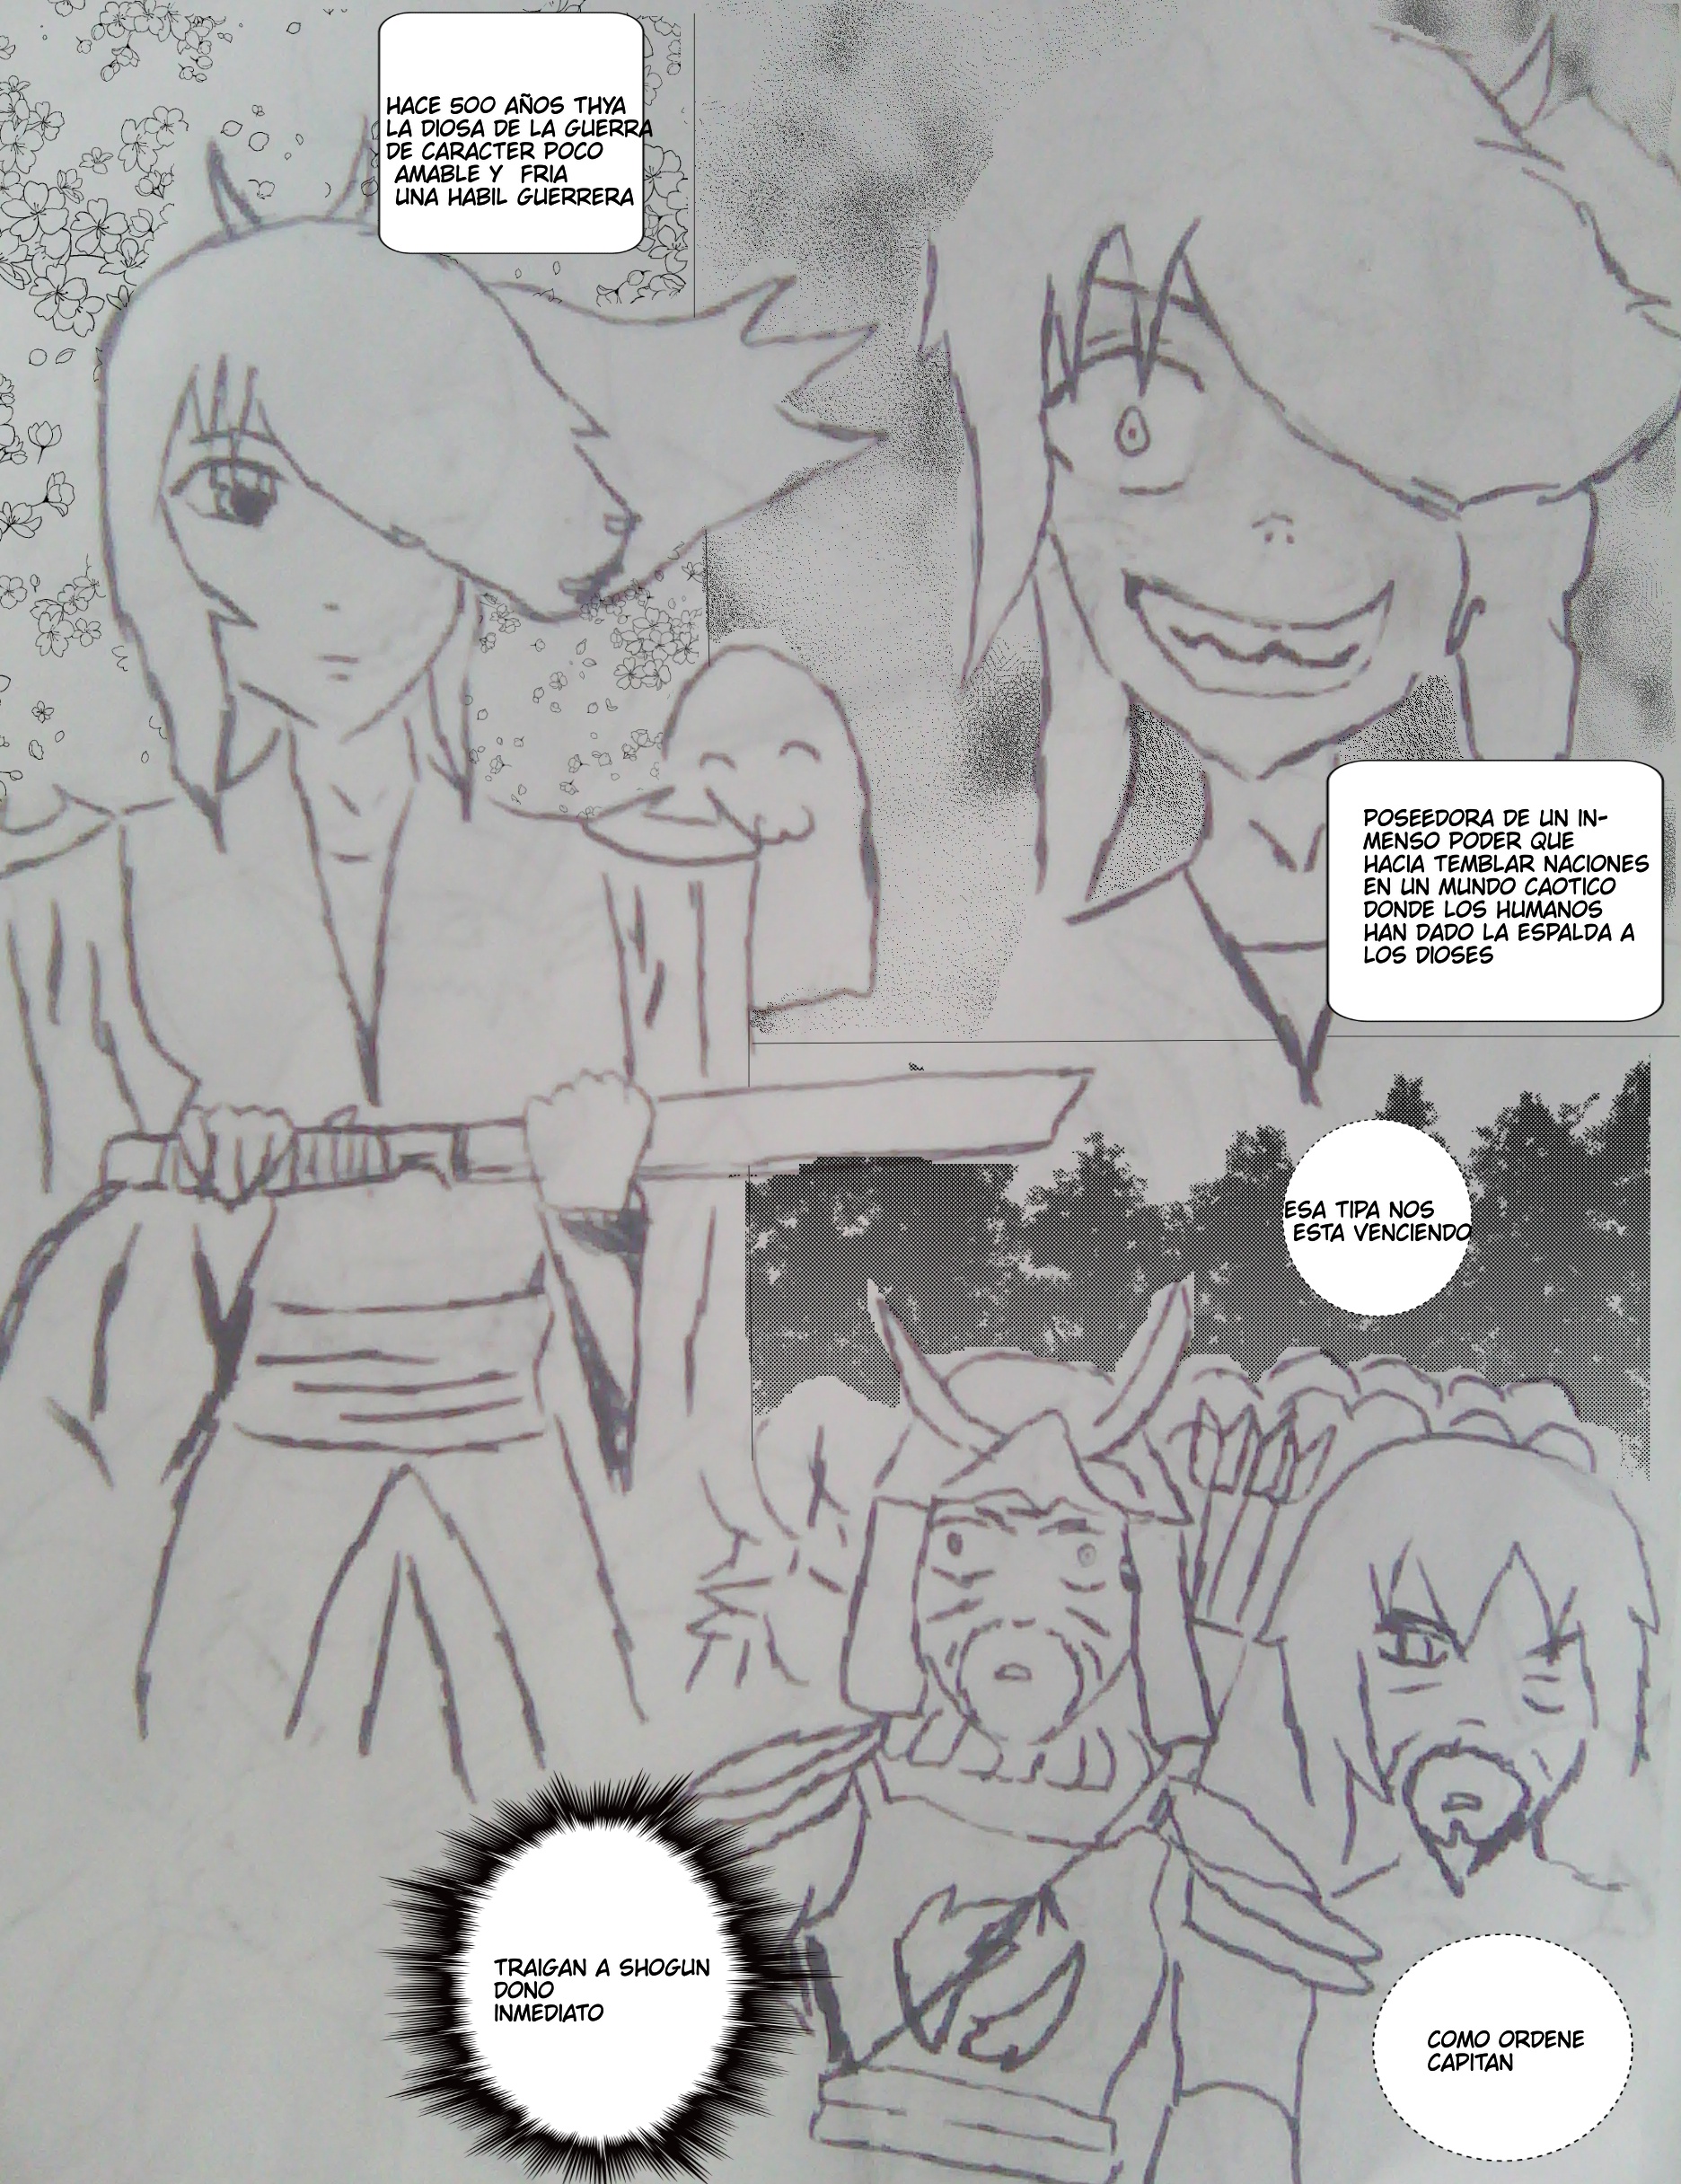 HACE 500 AÑOS THYA
LA DIOSA DE LA GUERRA
DE CARACTER POCO
AMABLE Y FRIA
UNA HABIL GUERRERA
POSEEDORA DE UN IN-
MENSO PODER QUE
HACIA TEMBLAR NACIONES
EN UN MUNDO CAOTICO
DONDE LOS HUMANOS
HAN DADO LA ESPALDA A
LOS DIOSES
ESA TIPA NOS
ESTA VENCIENDO
TRAIGAN A SHOGUN
DONO
INMEDIATO
COMO ORDENE
CAPITAN